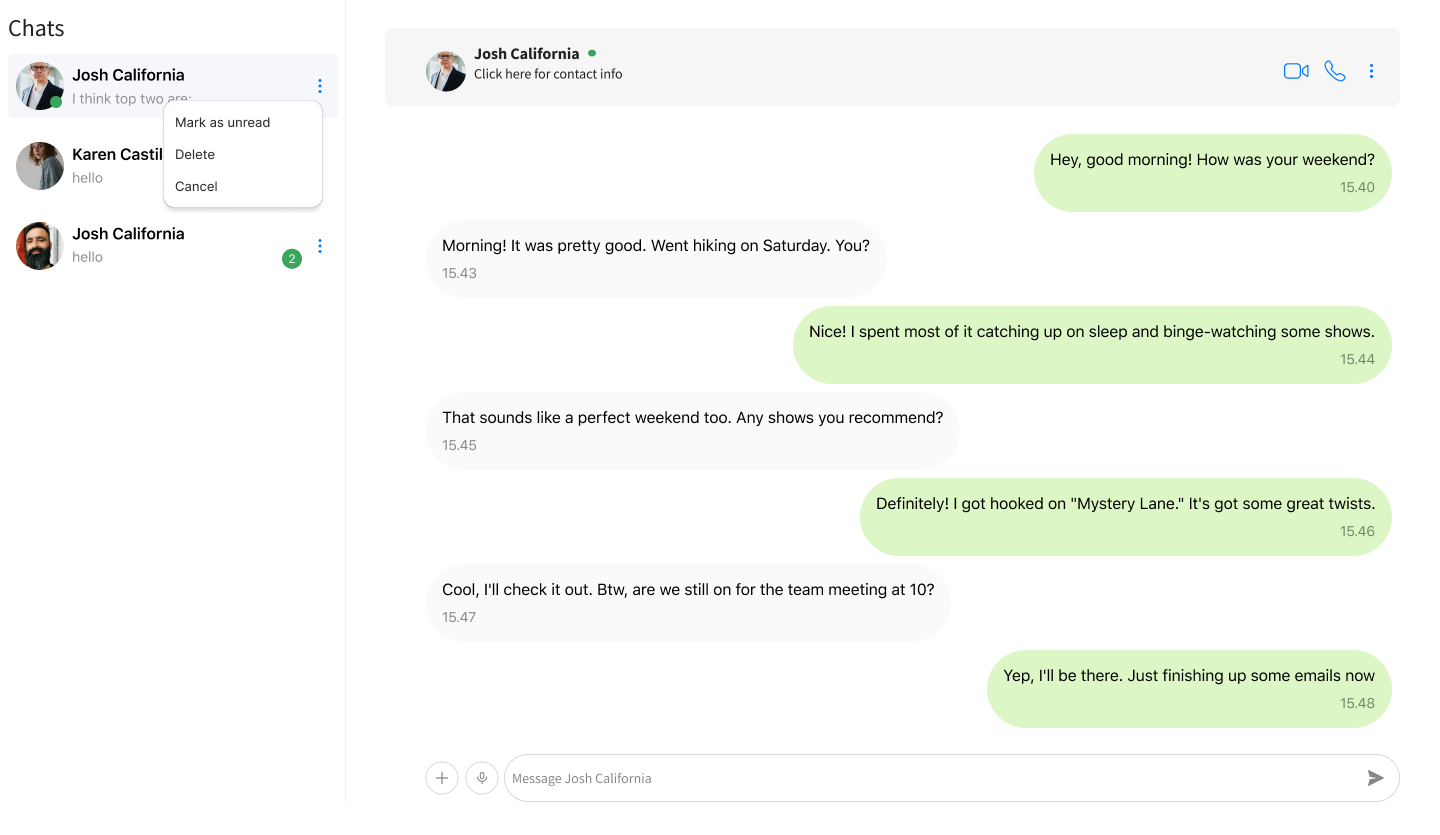 Chats
Josh California
I think top two are:
Mark as unread
Delete
Cancel
Karen Castil
hello
Josh California
hello
2
Josh California
Click here for contact info
Hey, good morning! How was your weekend?
15.40
Morning! It was pretty good. Went hiking on Saturday. You?
15.43
Nice! I spent most of it catching up on sleep and binge-watching some shows.
15.44
That sounds like a perfect weekend too. Any shows you recommend?
15.45
Definitely! I got hooked on "Mystery Lane." It's got some great twists.
15.46
Cool, I'll check it out. Btw, are we still on for the team meeting at 10?
15.47
Yep, I'll be there. Just finishing up some emails now
15.48
Message Josh California